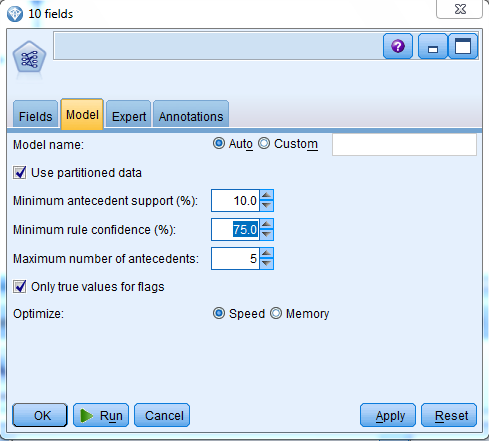 10 fields
Fields Model Expert Annotations
Model name: Auto Custom
Use partitioned data
Minimum antecedent support (%): 10.0
Minimum rule confidence (%): 75.0
Maximum number of antecedents: 5
Only true values for flags
Optimize: Speed Memory
OK Run Cancel Apply Reset